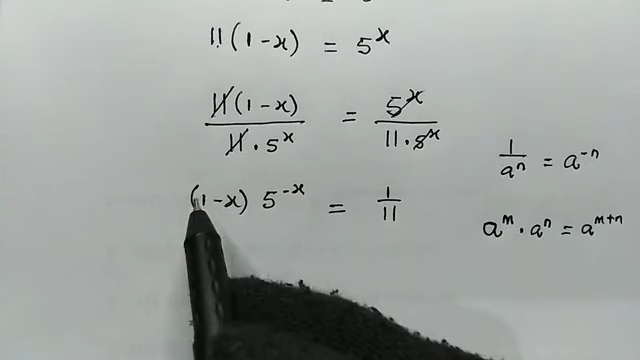 11(1-x) = 5^x
11(1-x) / 11·5^x = 5^x / 11·5^x
(1-x) 5^-x = 1/11
1/a^n = a^-n
a^m · a^n = a^m+n